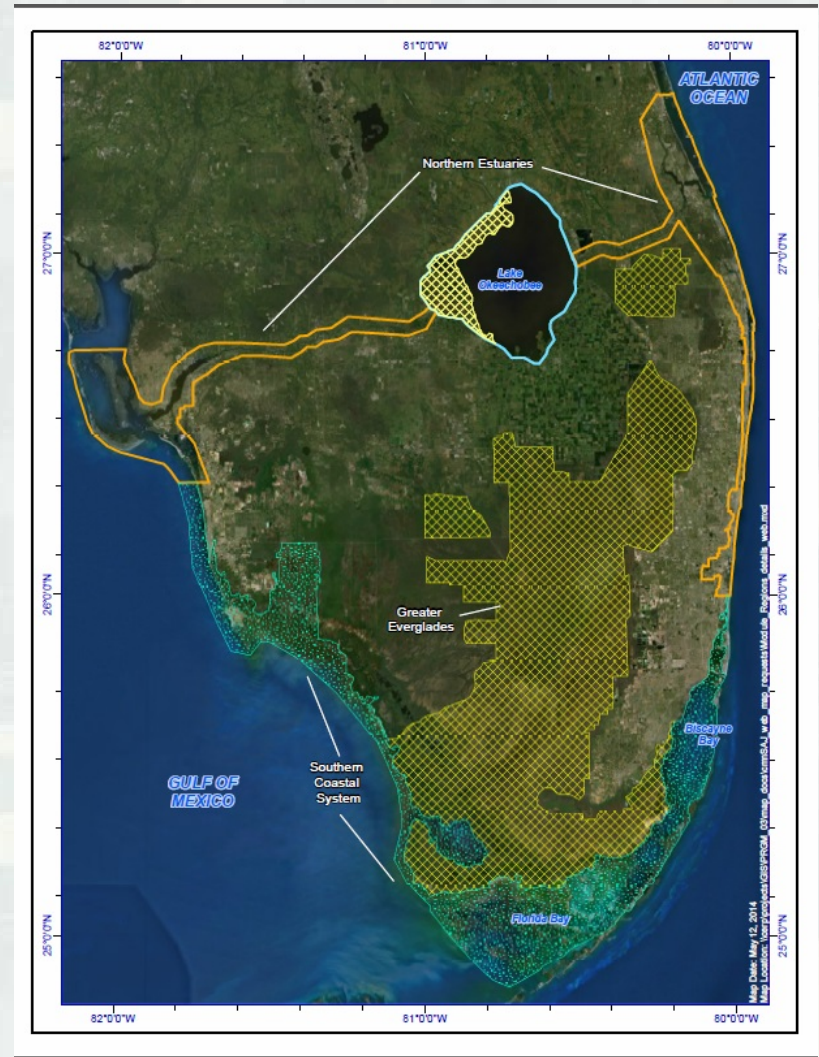 82°0'0"W
81°0'0"W
80°0'0"W
ATLANTIC
OCEAN
Northern Estuaries
27°0'0"N
27°0'0"N
Lake
Okeechobee
26°0'0"N
26°0'0"N
Greater
Everglades
Biscayne
Bay
Southern
Coastal
System
GULF OF
MEXICO
Florida Bay
25°0'0"N
25°0'0"N
Map Date: May 12, 2014
Map Location:
82°0'0"W
81°0'0"W
80°0'0"W